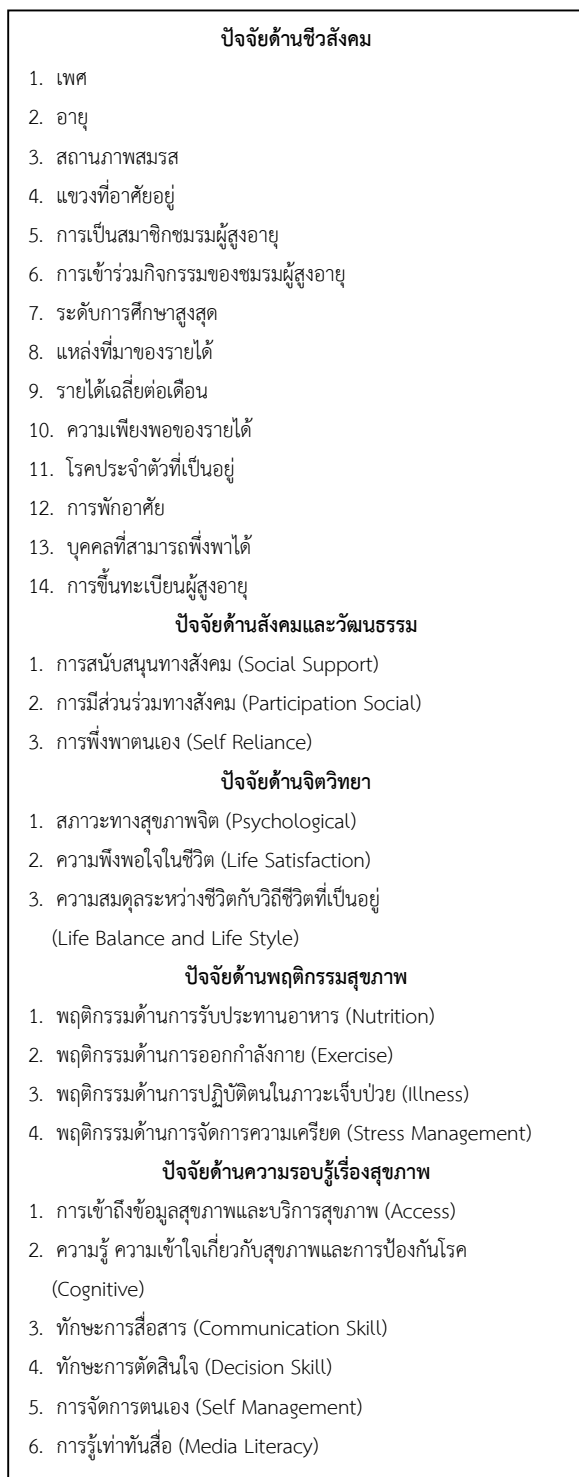 ปัจจัยด้านชีวสังคม
1. เพศ
2. อายุ
3. สถานภาพสมรส
4. แขวงที่อาศัยอยู่
5. การเป็นสมาชิกชมรมผู้สูงอายุ
6. การเข้าร่วมกิจกรรมของชมรมผู้สูงอายุ
7. ระดับการศึกษาสูงสุด
8. แหล่งที่มาของรายได้
9. รายได้เฉลี่ยต่อเดือน
10. ความเพียงพอของรายได้
11. โรคประจำตัวที่เป็นอยู่
12. การพักอาศัย
13. บุคคลที่สามารถพึ่งพาได้
14. การขึ้นทะเบียนผู้สูงอายุ
ปัจจัยด้านสังคมและวัฒนธรรม
1. การสนับสนุนทางสังคม (Social Support)
2. การมีส่วนร่วมทางสังคม (Participation Social)
3. การพึ่งพาตนเอง (Self Reliance)
ปัจจัยด้านจิตวิทยา
1. สภาวะทางสุขภาพจิต (Psychological)
2. ความพึงพอใจในชีวิต (Life Satisfaction)
3. ความสมดุลระหว่างชีวิตกับวิถีชีวิตที่เป็นอยู่
(Life Balance and Life Style)
ปัจจัยด้านพฤติกรรมสุขภาพ
1. พฤติกรรมด้านการรับประทานอาหาร (Nutrition)
2. พฤติกรรมด้านการออกกำลังกาย (Exercise)
3. พฤติกรรมด้านการปฏิบัติตนในภาวะเจ็บป่วย (Illness)
4. พฤติกรรมด้านการจัดการความเครียด (Stress Management)
ปัจจัยด้านความรอบรู้เรื่องสุขภาพ
1. การเข้าถึงข้อมูลสุขภาพและบริการสุขภาพ (Access)
2. ความรู้ ความเข้าใจเกี่ยวกับสุขภาพและการป้องกันโรค
(Cognitive)
3. ทักษะการสื่อสาร (Communication Skill)
4. ทักษะการตัดสินใจ (Decision Skill)
5. การจัดการตนเอง (Self Management)
6. การรู้เท่าทันสื่อ (Media Literacy)